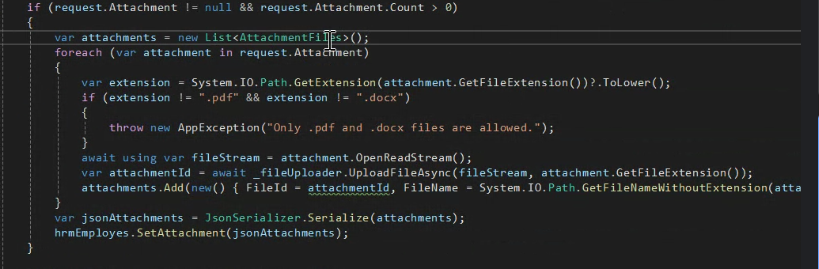 if (request.Attachment != null && request.Attachment.Count > 0)
{
var attachments = new List<AttachmentFiles>();
foreach (var attachment in request.Attachment)
{
var extension = System.IO.Path.GetExtension(attachment.GetFileExtension())?.ToLower();
if (extension != ".pdf" && extension != ".docx")
{
throw new AppException("Only .pdf and .docx files are allowed.");
}
await using var fileStream = attachment.OpenReadStream();
var attachmentId = await _fileUploader.UploadFileAsync(fileStream, attachment.GetFileExtension());
attachments.Add(new() { FileId = attachmentId, FileName = System.IO.Path.GetFileNameWithoutExtension(atta
}
var jsonAttachments = JsonSerializer.Serialize(attachments);
hrmEmployes.SetAttachment(jsonAttachments);
}